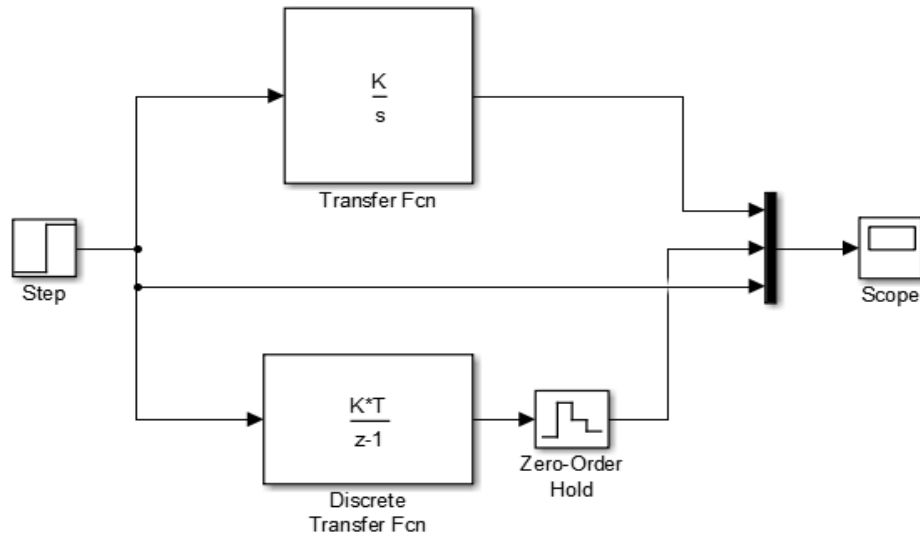 K
s
Transfer Fcn
Step
Scope
K*T
z-1
Discrete
Transfer Fcn
Zero-Order
Hold